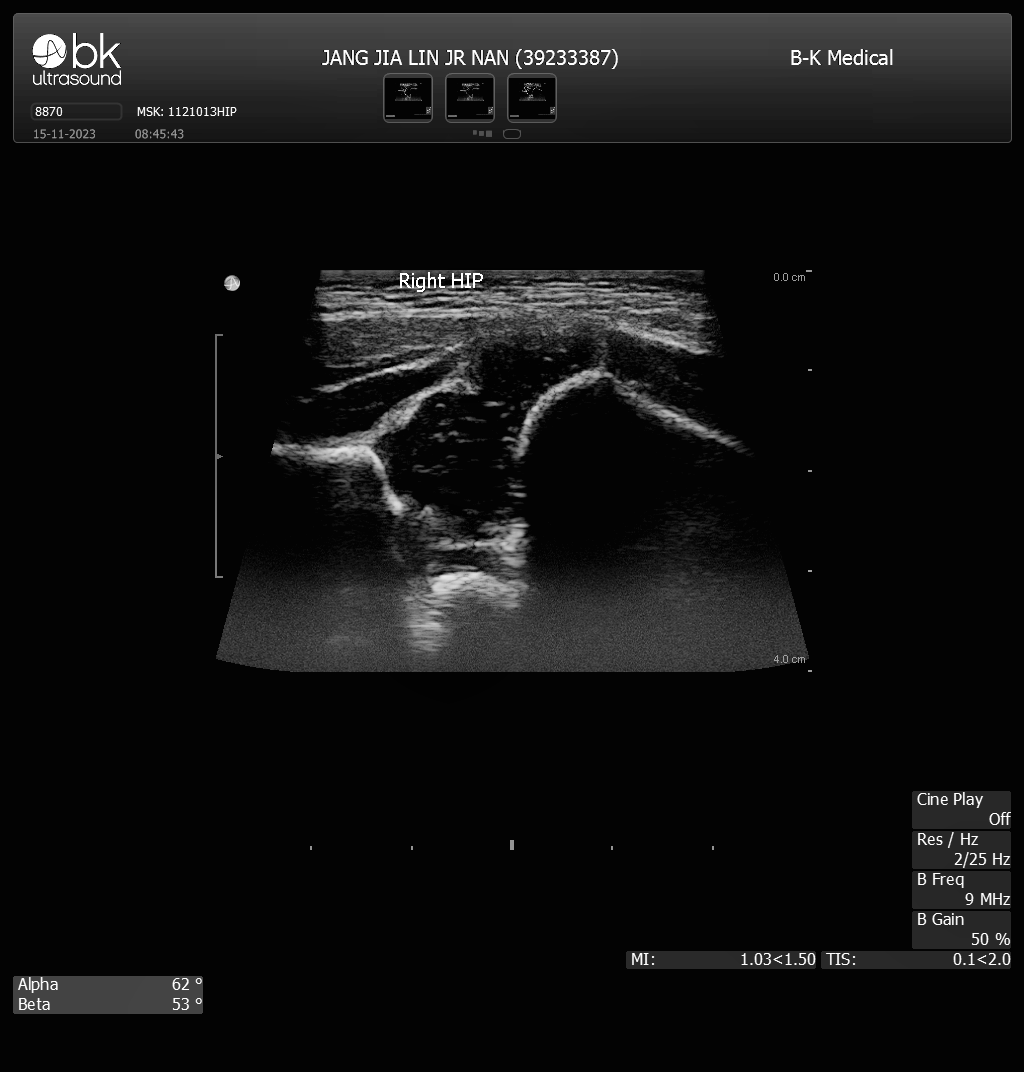 bk
ultrasound
JANG JIA LIN JR NAN (39233387)
B-K Medical
8870
MSK: 1121013HIP
15-11-2023
08:45:43
Right HIP
0.0 cm
4.0 cm
Cine Play
Off
Res / Hz
2/25 Hz
B Freq
9 MHz
B Gain
50 %
MI: 1.03<1.50
TIS: 0.1<2.0
Alpha 62 º
Beta 53 º